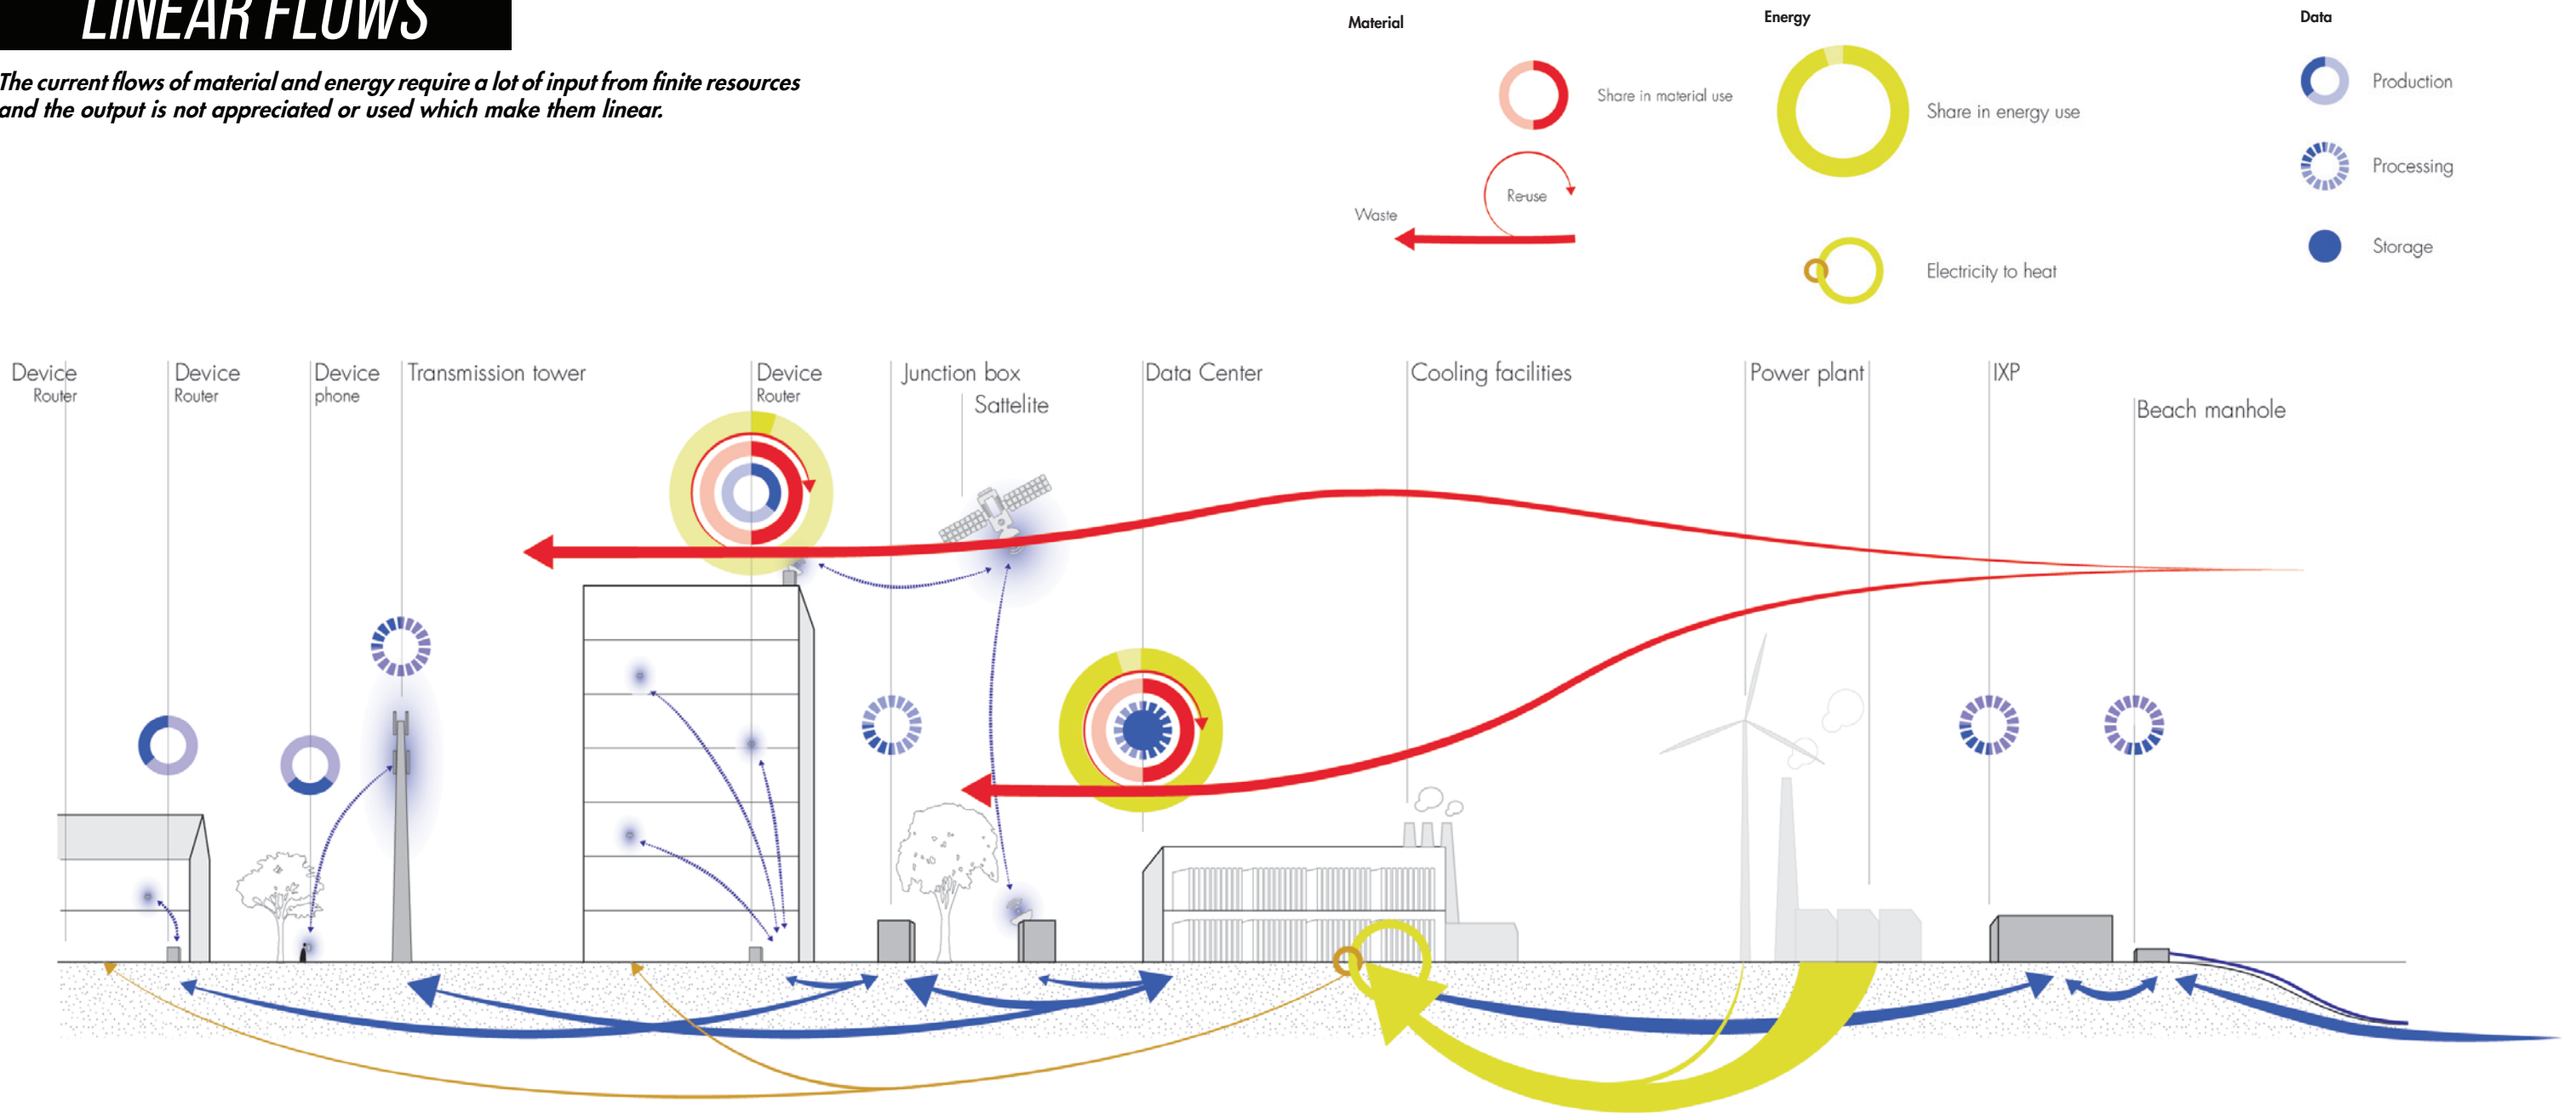 LINEAR FLOWS
The current flows of material and energy require a lot of input from finite resources
and the output is not appreciated or used which make them linear.
Material
Share in material use
Re-use
Waste
Energy
Share in energy use
Electricity to heat
Data
Production
Processing
Storage
Device
Router
Device
Router
Device
phone
Transmission tower
Device
Router
Junction box
Sattelite
Data Center
Cooling facilities
Power plant
IXP
Beach manhole